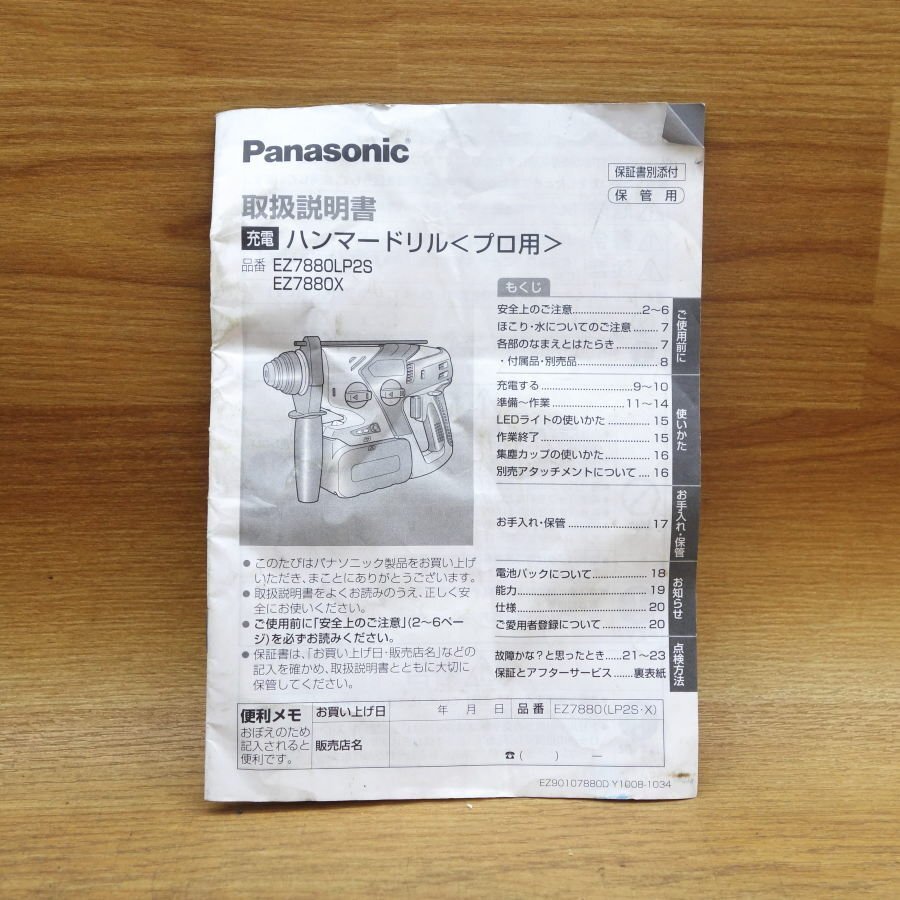 Panasonic®
保証書別添付
保管用
取扱説明書
充電 ハンマードリル＜プロ用＞
品番 EZ7880LP2S
EZ7880X
もくじ
安全上のご注意......................2～6
ほこり・水についてのご注意........7
各部のなまえとはたらき.............7
・付属品・別売品........................8
ご使用前に
充電する..............................9～10
準備～作業.......................11～14
LEDライトの使いかた.............15
作業終了..................................15
集塵カップの使いかた..............16
別売アタッチメントについて....16
使いかた
お手入れ・保管..........................17
お手入れ・保管
電池パックについて..................18
能力..........................................19
仕様..........................................20
ご愛用者登録について..............20
お知らせ
故障かな?と思ったとき.....21～23
保証とアフターサービス.......裏表紙
点検方法
● このたびはパナソニック製品をお買い上げ
いただき、まことにありがとうございます。
● 取扱説明書をよくお読みのうえ、正しく安
全にお使いください。
● ご使用前に「安全上のご注意」(2～6ペー
ジ)を必ずお読みください。
● 保証書は、「お買い上げ日・販売店名」などの
記入を確かめ、取扱説明書とともに大切に
保管してください。
便利メモ
おぼえのため
記入されると
便利です。
お買い上げ日 年 月 日 品番 EZ7880(LP2S・X)
販売店名 ☎( ) －
EZ90107880D Y1008-1034